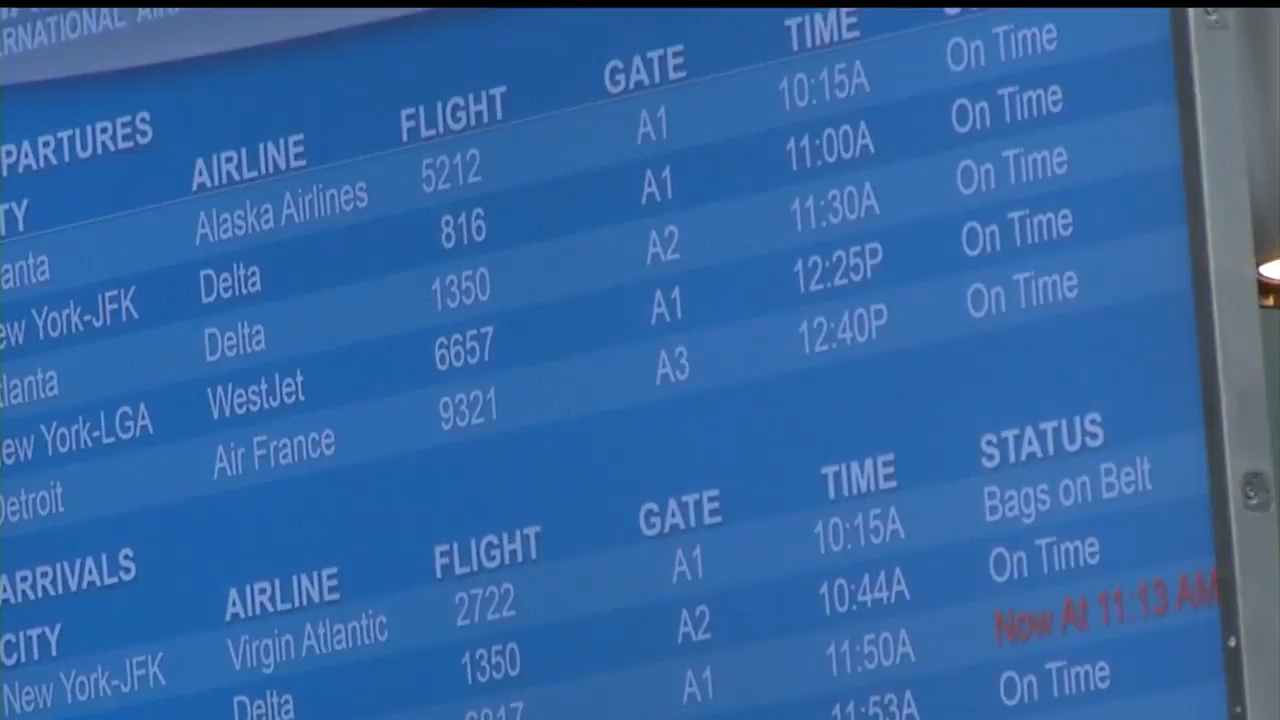 RNATIONAL AIR
PARTURES
TY AIRLINE FLIGHT GATE TIME
anta Alaska Airlines 5212 A1 10:15A On Time
ew York-JFK Delta 816 A1 11:00A On Time
tlanta Delta 1350 A2 11:30A On Time
ew York-LGA WestJet 6657 A1 12:25P On Time
Detroit Air France 9321 A3 12:40P On Time
ARRIVALS
CITY AIRLINE FLIGHT GATE TIME STATUS
New York-JFK Virgin Atlantic 2722 A1 10:15A Bags on Belt
Delta 1350 A2 10:44A On Time
A1 11:50A Now At 11:13 AM
11:53A On Time